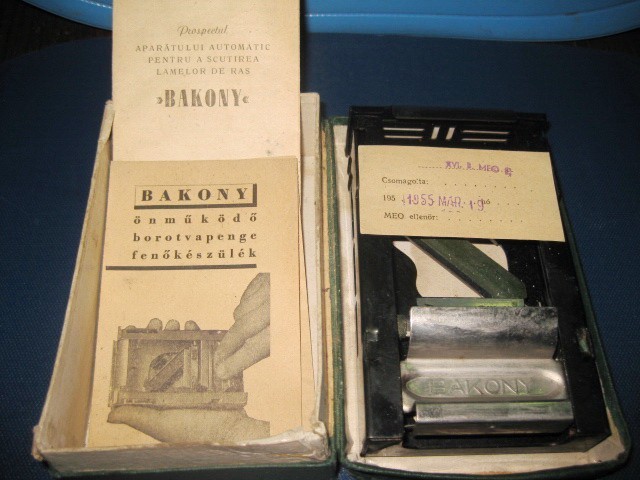 Prospectul
APARATULUI AUTOMATIC
PENTRU A SCUTIREA
LAMELOR DE RAS
»BAKONY«
BAKONY
önműködő
borotvapenge
fenőkészülék
MEO
Csomagolta:
195 1955 MÁR. 19
MEO ellenőr:
BAKONY